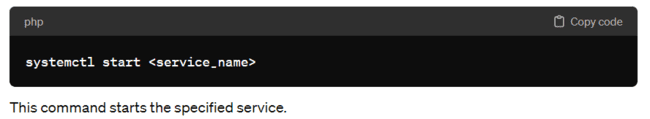 php Copy code
systemctl start <service_name>
This command starts the specified service.